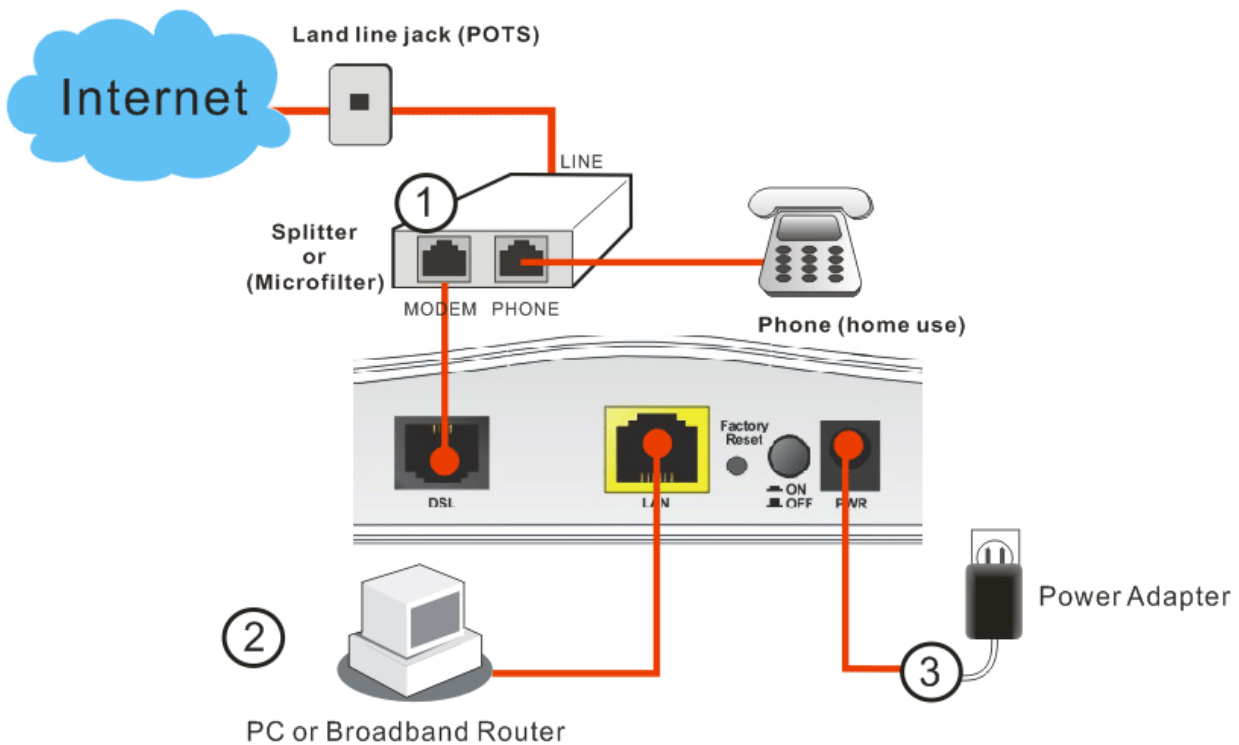 Land line jack (POTS)
Internet
LINE
1
Splitter
or
(Microfilter)
MODEM PHONE
Phone (home use)
Factory
Reset
ON
OFF
DSL
LAN
PWR
2
3
Power Adapter
PC or Broadband Router